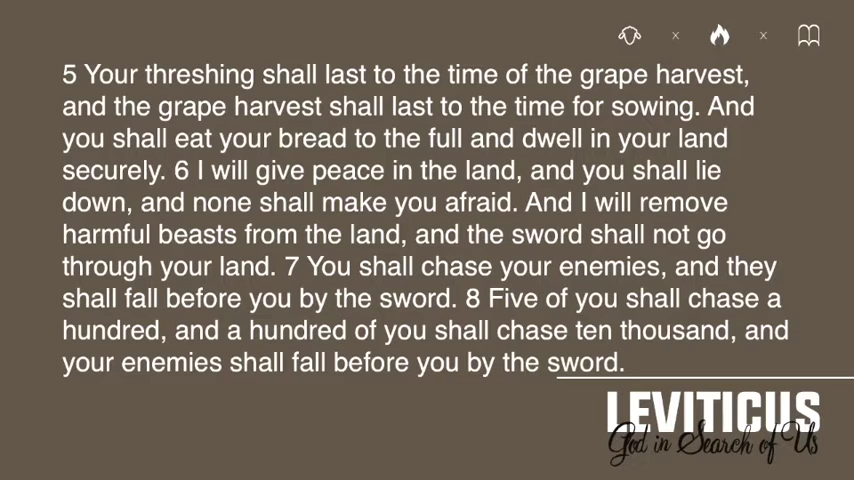 5 Your threshing shall last to the time of the grape harvest,
and the grape harvest shall last to the time for sowing. And
you shall eat your bread to the full and dwell in your land
securely. 6 I will give peace in the land, and you shall lie
down, and none shall make you afraid. And I will remove
harmful beasts from the land, and the sword shall not go
through your land. 7 You shall chase your enemies, and they
shall fall before you by the sword. 8 Five of you shall chase a
hundred, and a hundred of you shall chase ten thousand, and
your enemies shall fall before you by the sword.
LEVITICUS
God in Search of Us